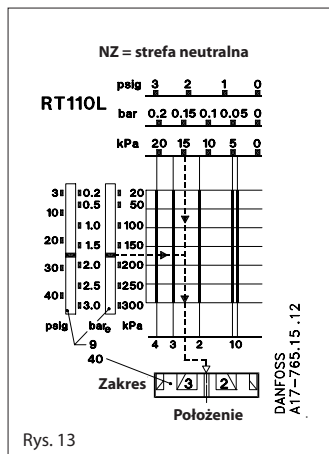 NZ = strefa neutralna
psig 3 2 1 0
RT110L
bar 0.2 0.15 0.1 0.05 0
kPa 20 15 10 5 0
3 0.2 20
0.5 50
10 1.0 100
20 1.5 150
30 2.0 200
2.5 250
40 3.0 300
psig bare kPa
4 3 2 10
9
40
Zakres 3 2
Położenie
DANFOSS
A17-765.15.12
Rys. 13